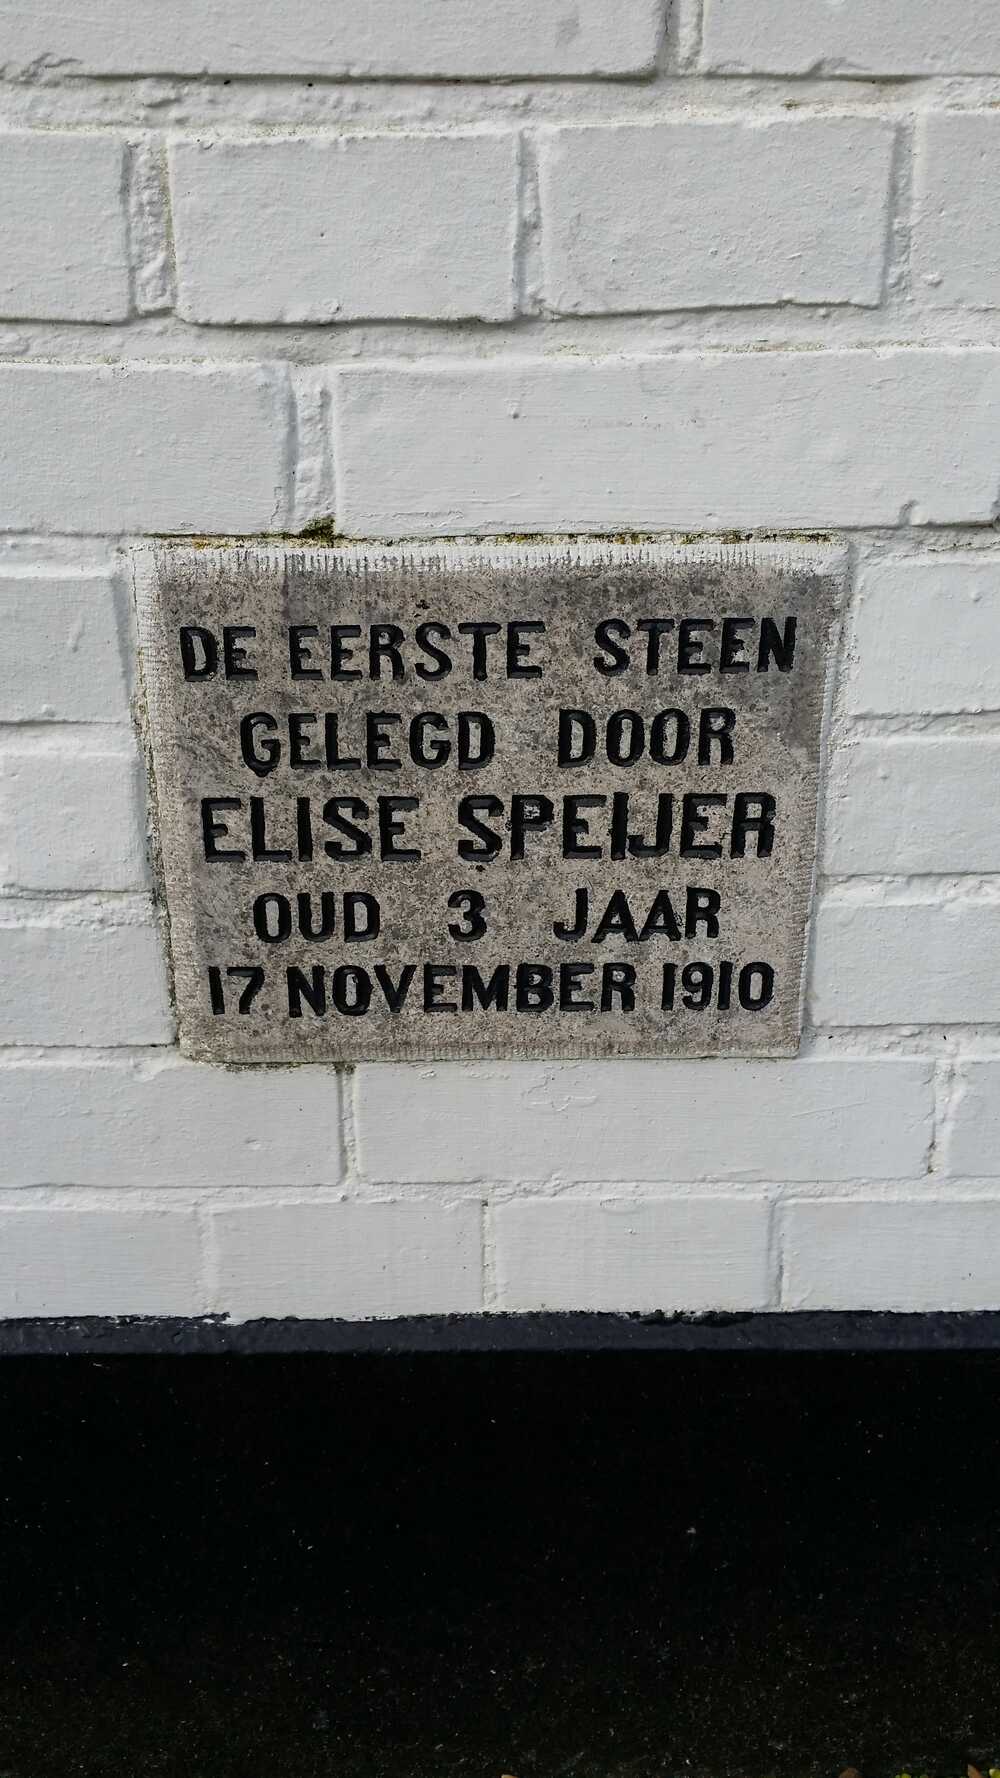 DE EERSTE STEEN
GELEGD DOOR
ELISE SPEIJER
OUD 3 JAAR
17 NOVEMBER 1910